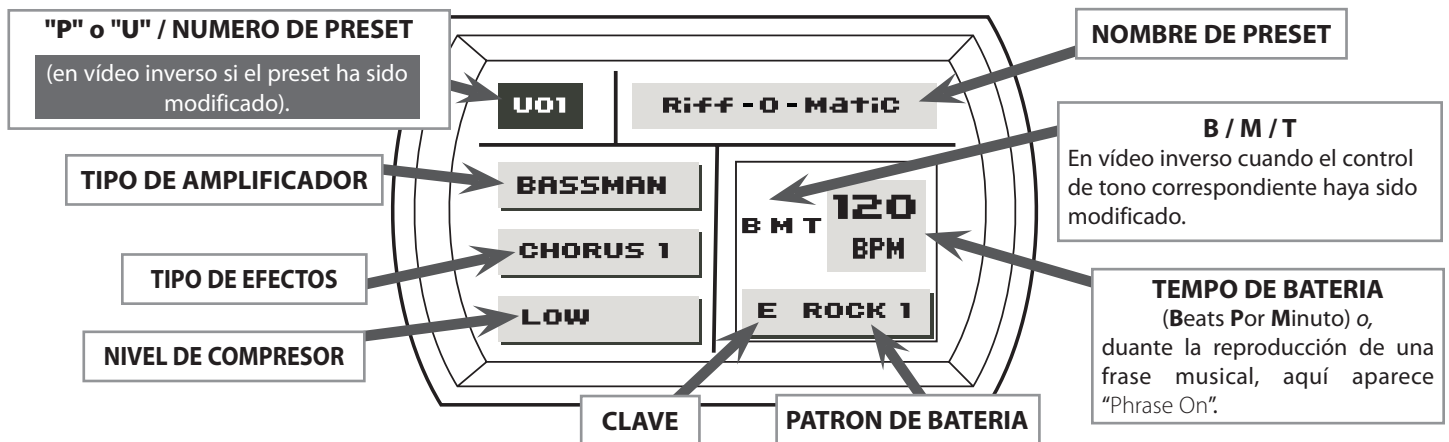 "P" o "U" / NUMERO DE PRESET
(en vídeo inverso si el preset ha sido
modificado).
NOMBRE DE PRESET
U01
Riff-O-Matic
B / M / T
En vídeo inverso cuando el control
de tono correspondiente haya sido
modificado.
TIPO DE AMPLIFICADOR
BASSMAN
B M T
120
BPM
TIPO DE EFECTOS
CHORUS 1
TEMPO DE BATERIA
(Beats Por Minuto) o,
duante la reproducción de una
frase musical, aquí aparece
“Phrase On”.
NIVEL DE COMPRESOR
LOW
E ROCK 1
CLAVE
PATRON DE BATERIA